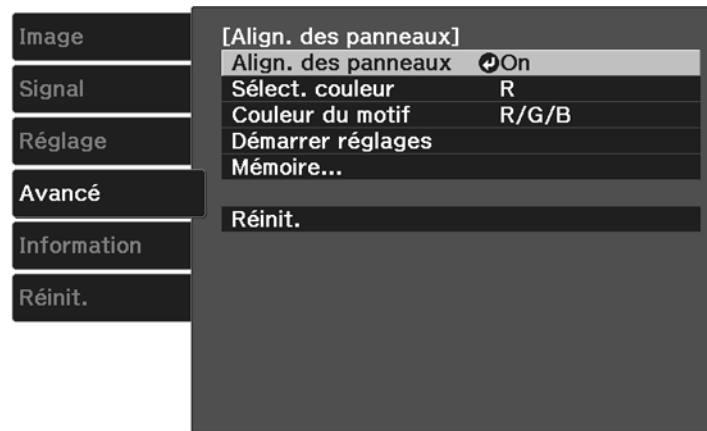 Image
Signal
Réglage
Avancé
Information
Réinit.
[Align. des panneaux]
Align. des panneaux On
Sélect. couleur R
Couleur du motif R/G/B
Démarrer réglages
Mémoire...
Réinit.